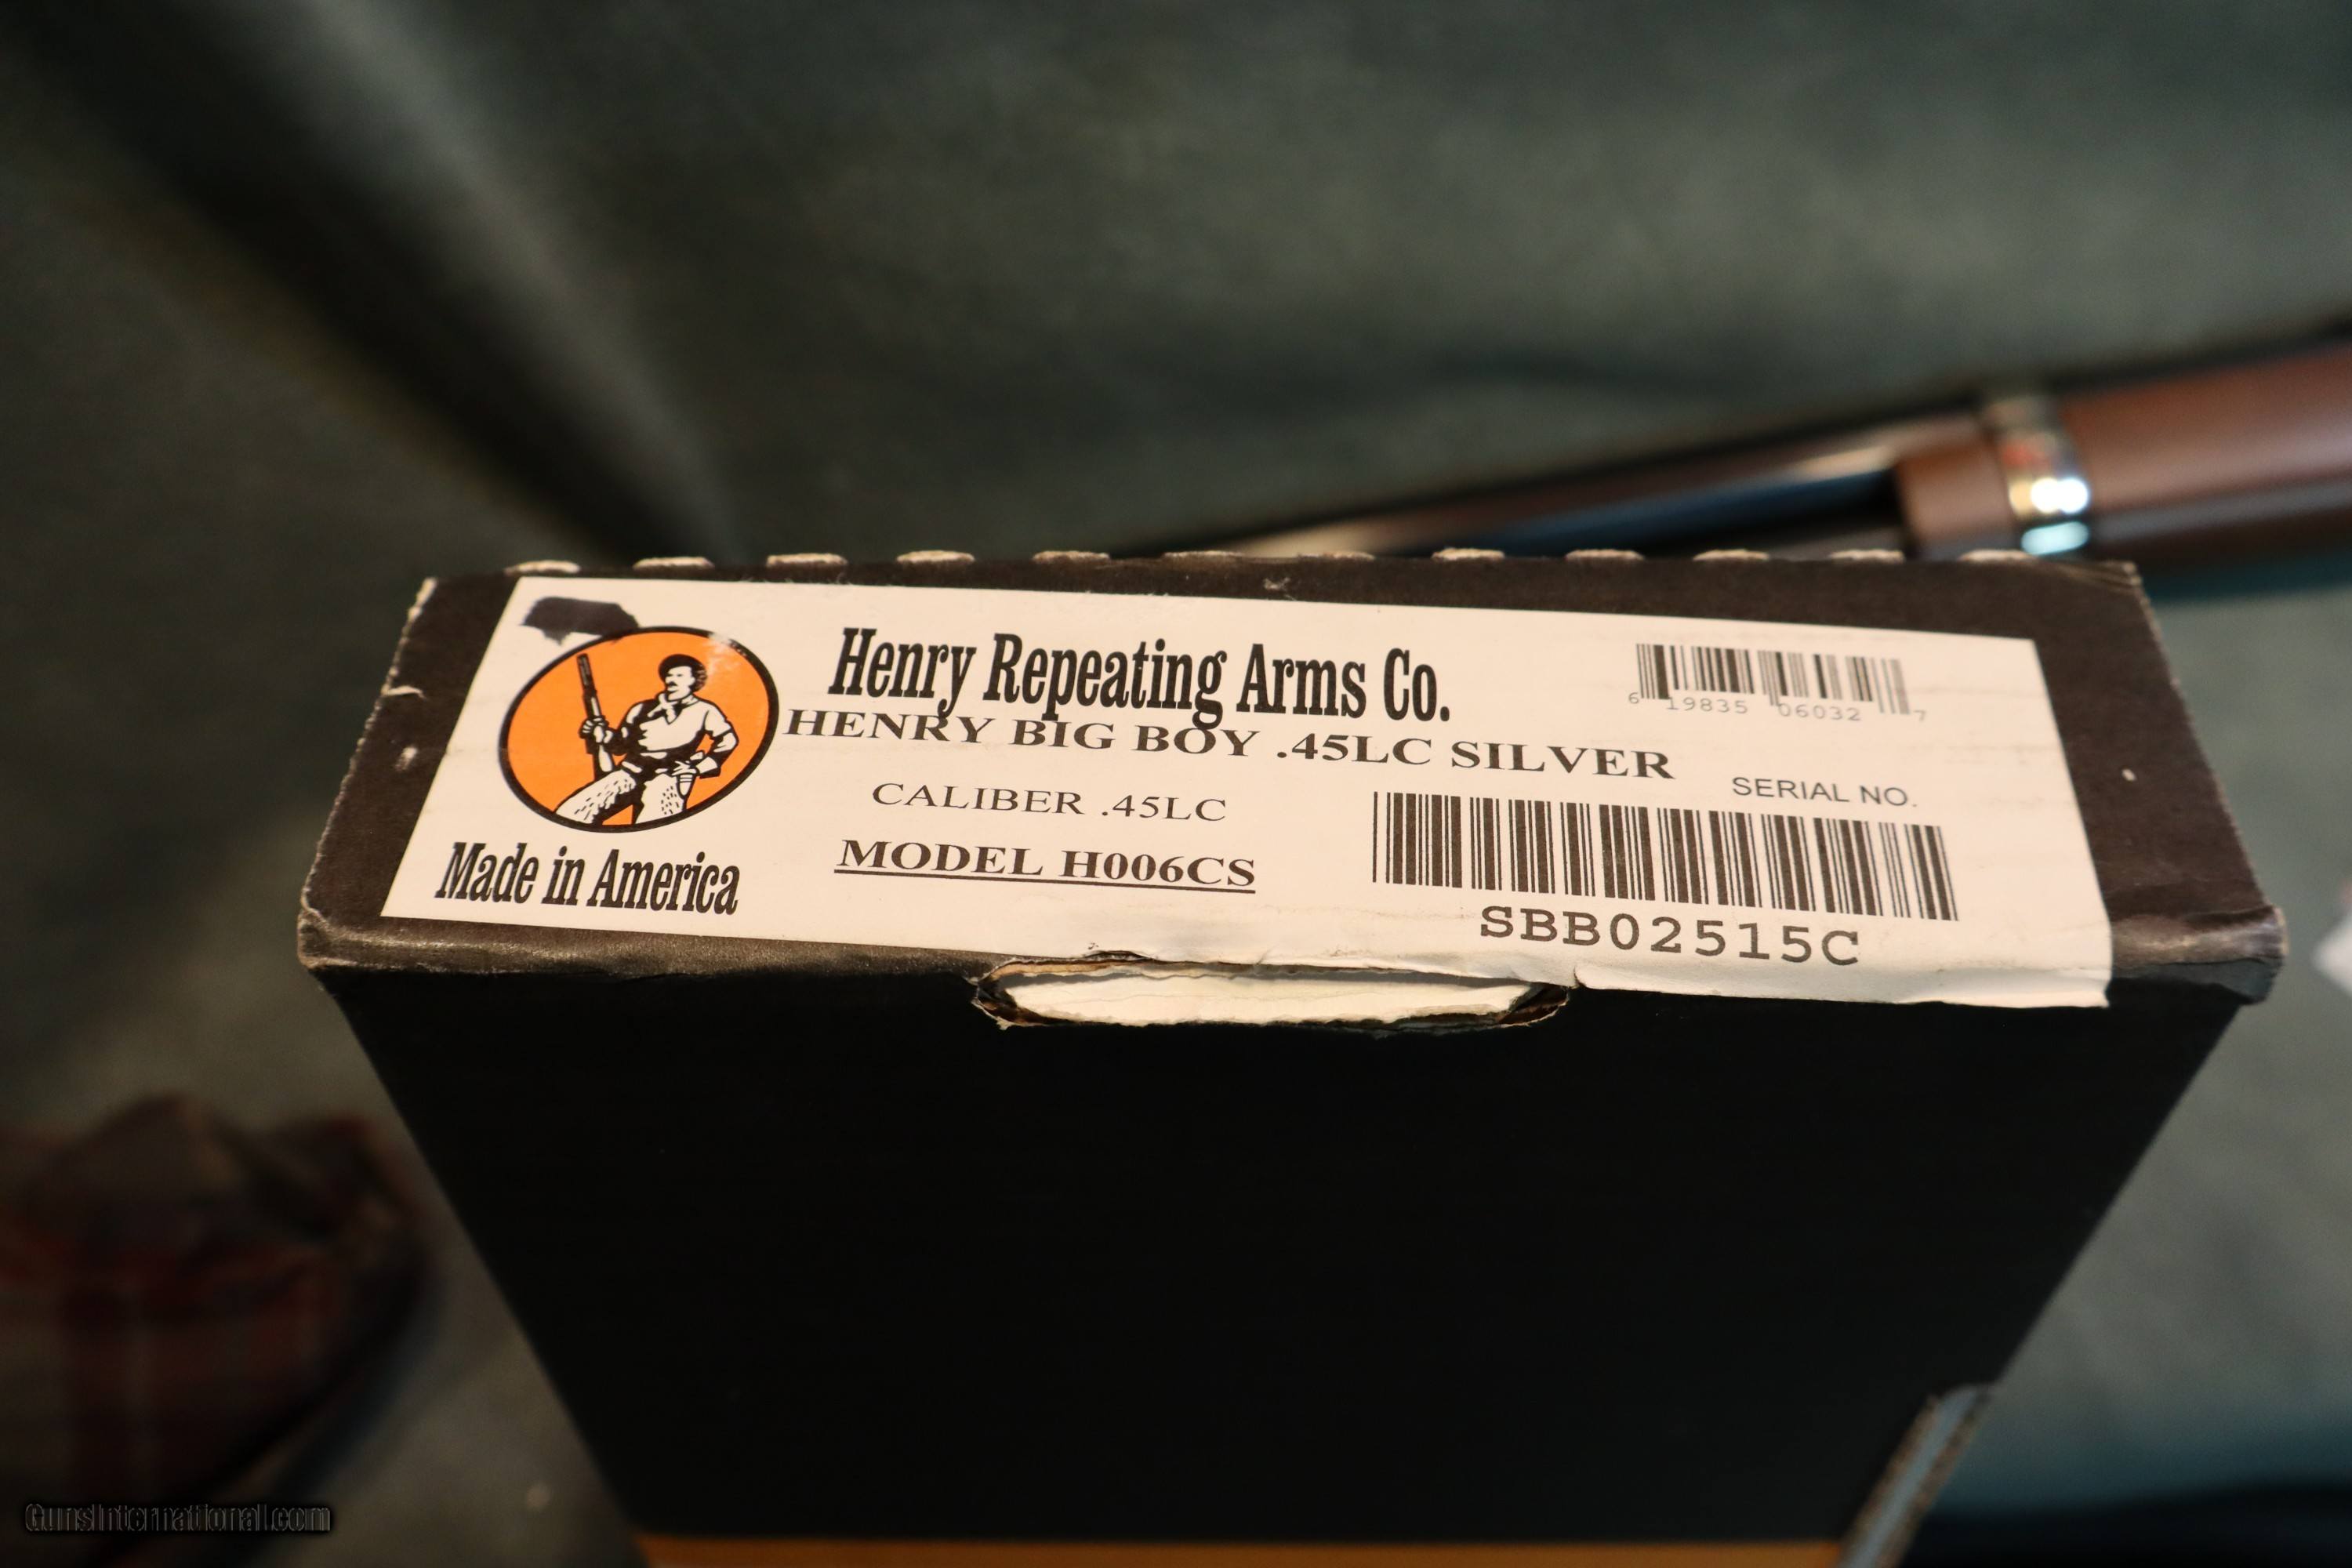 Henry Repeating Arms Co.
HENRY BIG BOY .45LC SILVER
CALIBER .45LC
MODEL H006CS
Made in America
6 19835 06032 7
SERIAL NO.
SBB02515C
GunsInternational.com